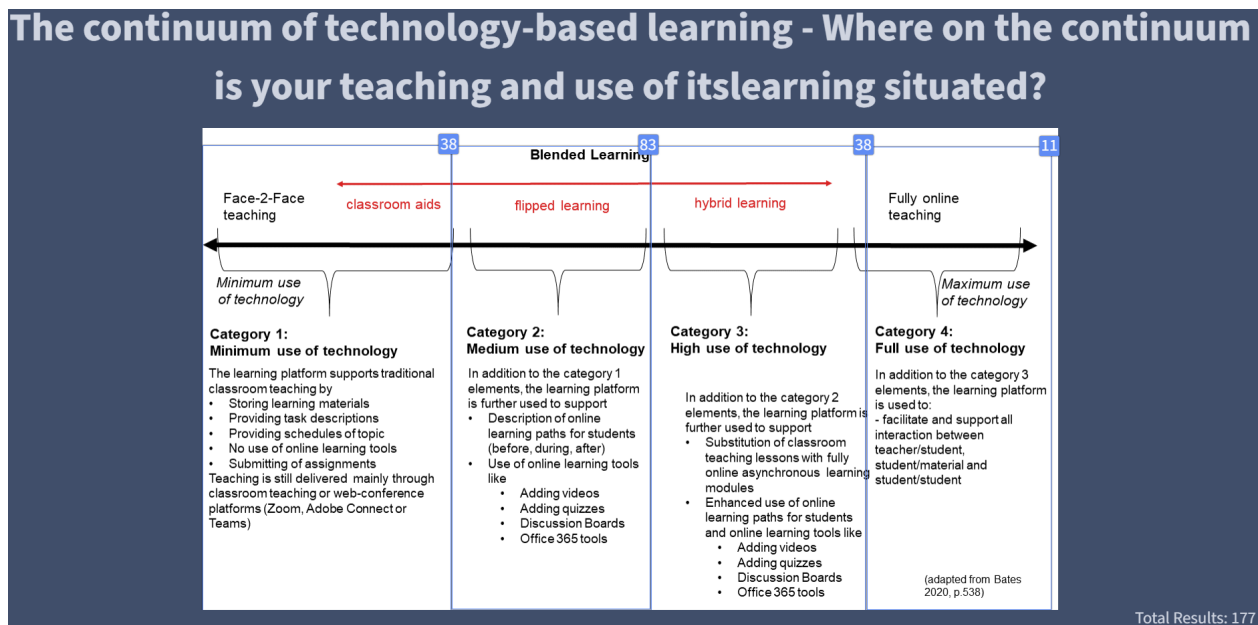 The continuum of technology-based learning - Where on the continuum
is your teaching and use of itslearning situated?
38
83
38
11
Blended Learning
Face-2-Face
teaching
classroom aids
flipped learning
hybrid learning
Fully online
teaching
Minimum use
of technology
Maximum use
of technology
Category 1:
Minimum use of technology
The learning platform supports traditional
classroom teaching by
• Storing learning materials
• Providing task descriptions
• Providing schedules of topic
• No use of online learning tools
• Submitting of assignments
Teaching is still delivered mainly through
classroom teaching or web-conference
platforms (Zoom, Adobe Connect or
Teams)
Category 2:
Medium use of technology
In addition to the category 1
elements, the learning platform
is further used to support
• Description of online
learning paths for students
(before, during, after)
• Use of online learning tools
like
• Adding videos
• Adding quizzes
• Discussion Boards
• Office 365 tools
Category 3:
High use of technology
In addition to the category 2
elements, the learning platform is
further used to support
• Substitution of classroom
teaching lessons with fully
online asynchronous learning
modules
• Enhanced use of online
learning paths for students
and online learning tools like
• Adding videos
• Adding quizzes
• Discussion Boards
• Office 365 tools
Category 4:
Full use of technology
In addition to the category 3
elements, the learning platform
is used to:
- facilitate and support all
interaction between
teacher/student,
student/material and
student/student
(adapted from Bates
2020, p.538)
Total Results: 177